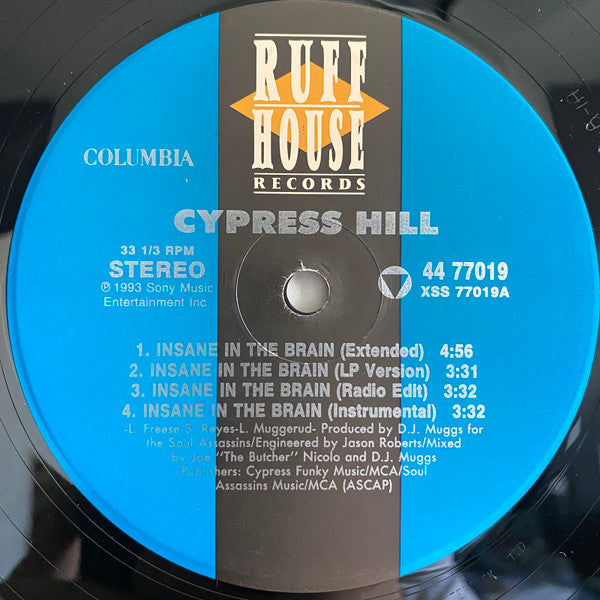 RUFF
HOUSE
RECORDS
COLUMBIA
CYPRESS HILL
33 1/3 RPM
STEREO
℗ 1993 Sony Music
Entertainment Inc.
44 77019
XSS 77019A
1. INSANE IN THE BRAIN (Extended) 4:56
2. INSANE IN THE BRAIN (LP Version) 3:31
3. INSANE IN THE BRAIN (Radio Edit) 3:32
4. INSANE IN THE BRAIN (Instrumental) 3:32
-L. Freese S. Reyes-L. Muggerud- Produced by D.J. Muggs for
the Soul Assassins/Engineered by Jason Roberts/Mixed
by Joe "The Butcher" Nicolo and D.J. Muggs
Publishers: Cypress Funky Music/MCA/Soul
Assassins Music/MCA (ASCAP)